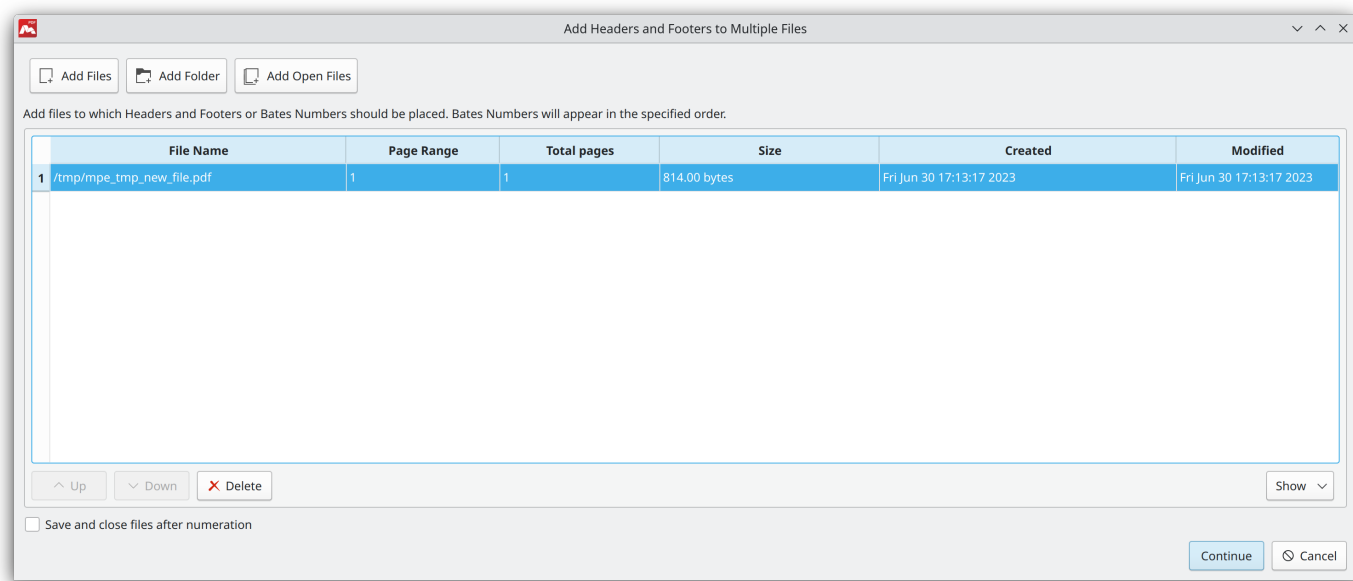 PDF
Add Headers and Footers to Multiple Files
Add Files Add Folder Add Open Files
Add files to which Headers and Footers or Bates Numbers should be placed. Bates Numbers will appear in the specified order.
File Name Page Range Total pages Size Created Modified
1 /tmp/mpe_tmp_new_file.pdf 1 1 814.00 bytes Fri Jun 30 17:13:17 2023 Fri Jun 30 17:13:17 2023
Up Down Delete Show
Save and close files after numeration
Continue Cancel